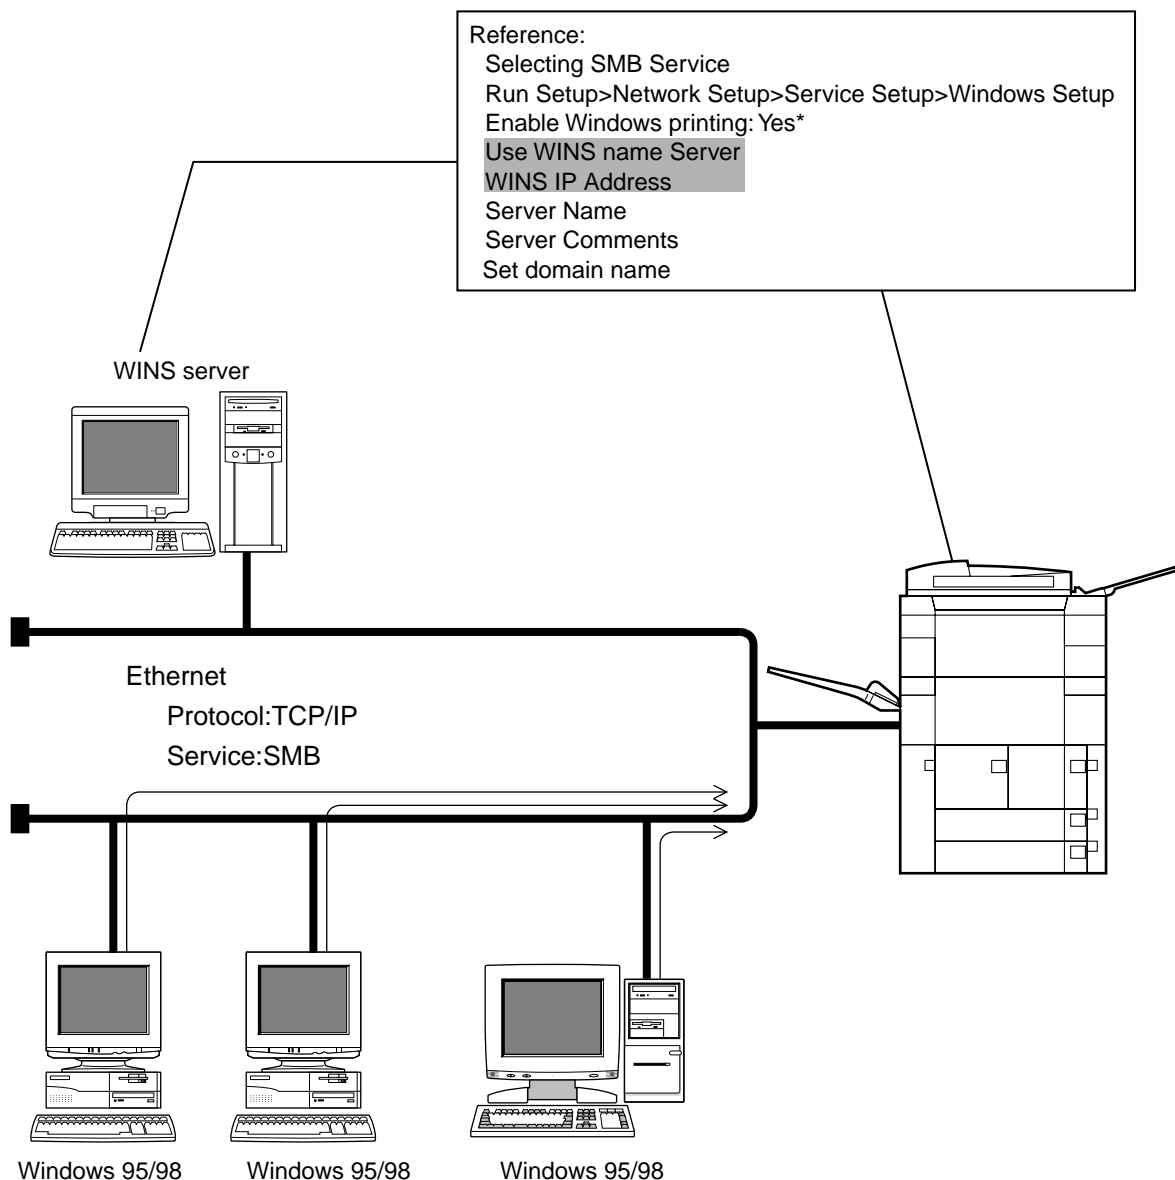 Reference:
Selecting SMB Service
Run Setup>Network Setup>Service Setup>Windows Setup
Enable Windows printing: Yes*
Use WINS name Server
WINS IP Address
Server Name
Server Comments
Set domain name
WINS server
Ethernet
Protocol:TCP/IP
Service:SMB
Windows 95/98
Windows 95/98
Windows 95/98